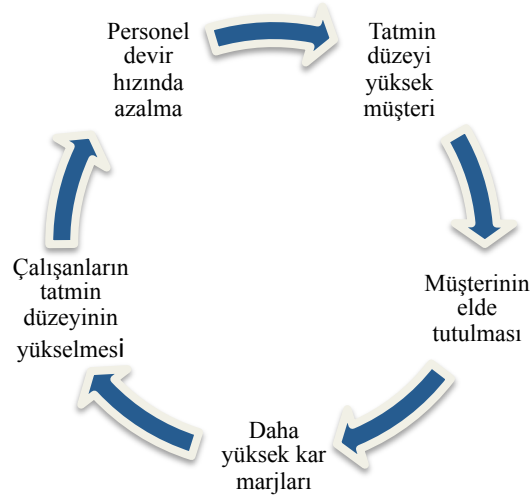 Personel
devir
hızında
azalma
Tatmin
düzeyi
yüksek
müşteri
Müşterinin
elde
tutulması
Daha
yüksek kar
marjları
Çalışanların
tatmin
düzeyinin
yükselmesi